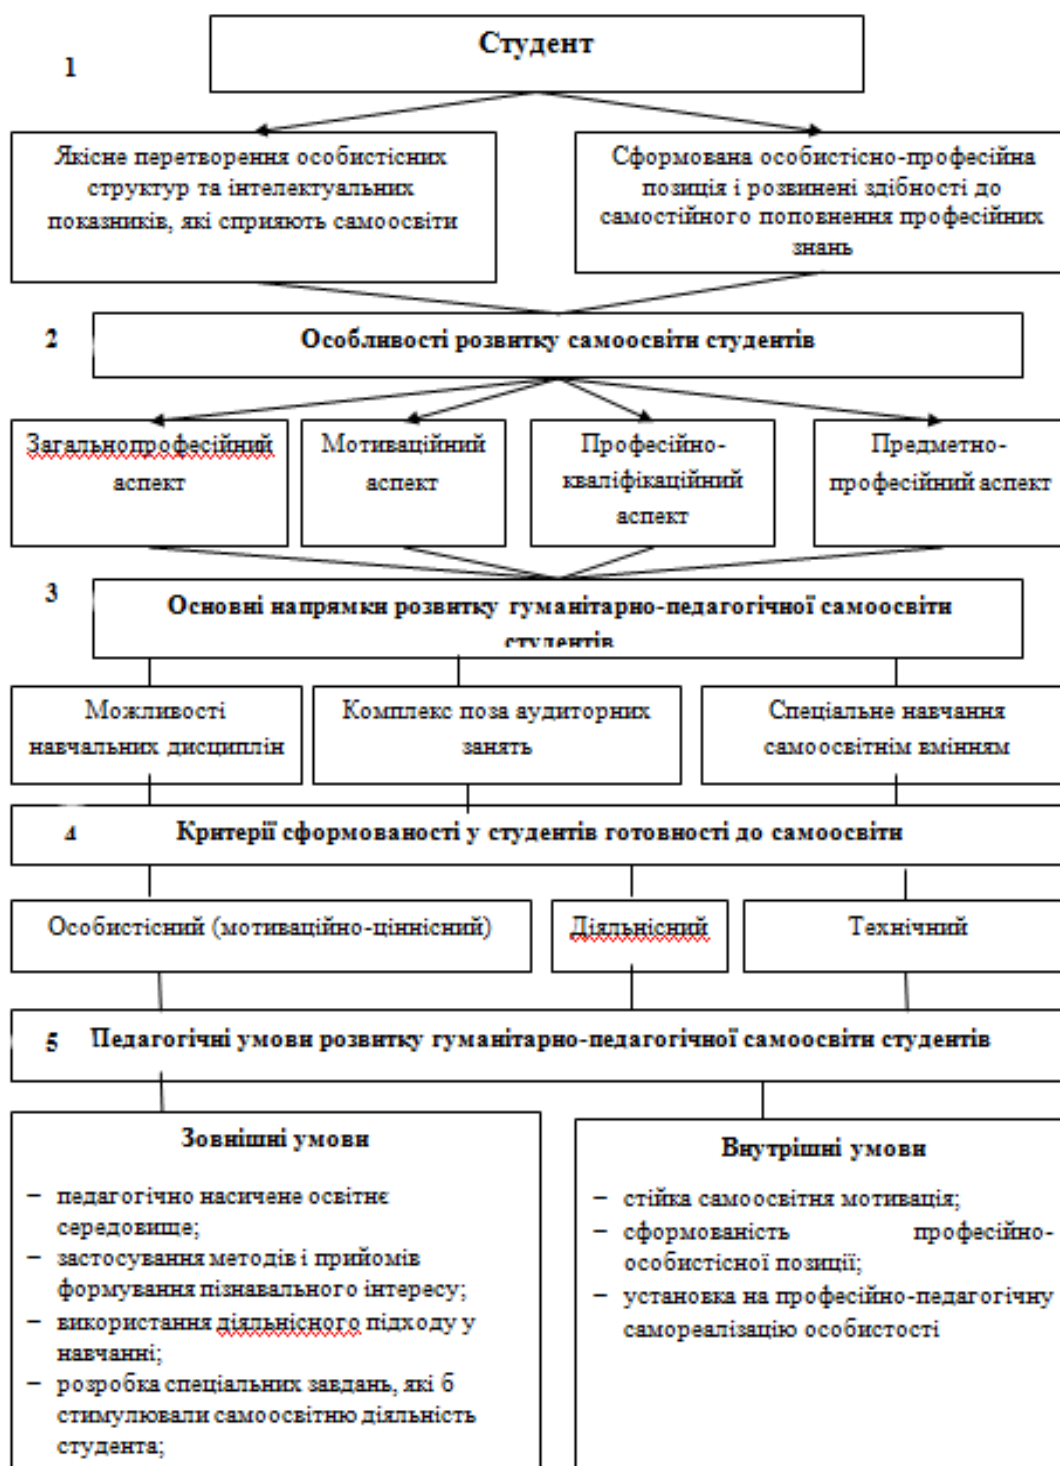 Студент
1
Якісне перетворення особистісних
структур та інтелектуальних
показників, які сприяють самоосвіти
Сформована особистісно-професійна
позиція і розвинені здібності до
самостійного поповнення професійних
знань
2
Особливості розвитку самоосвіти студентів
Загальнопрофесійний
аспект
Мотиваційний
аспект
Професійно-
кваліфікаційний
аспект
Предметно-
професійний аспект
3
Основні напрямки розвитку гуманітарно-педагогічної самоосвіти
студентів
Можливості
навчальних дисциплін
Комплекс поза аудиторних
занять
Спеціальне навчання
самоосвітнім вмінням
4 Критерії сформованості у студентів готовності до самоосвіти
Особистісний (мотиваційно-ціннісний)
Діяльнісний
Технічний
5 Педагогічні умови розвитку гуманітарно-педагогічної самоосвіти студентів
Зовнішні умови
– педагогічно насичене освітнє
середовище;
– застосування методів і прийомів
формування пізнавального інтересу;
– використання діяльнісного підходу у
навчанні;
– розробка спеціальних завдань, які б
стимулювали самоосвітню діяльність
студента;
Внутрішні умови
– стійка самоосвітня мотивація;
– сформованість професійно-
особистісної позиції;
– установка на професійно-педагогічну
самореалізацію особистості